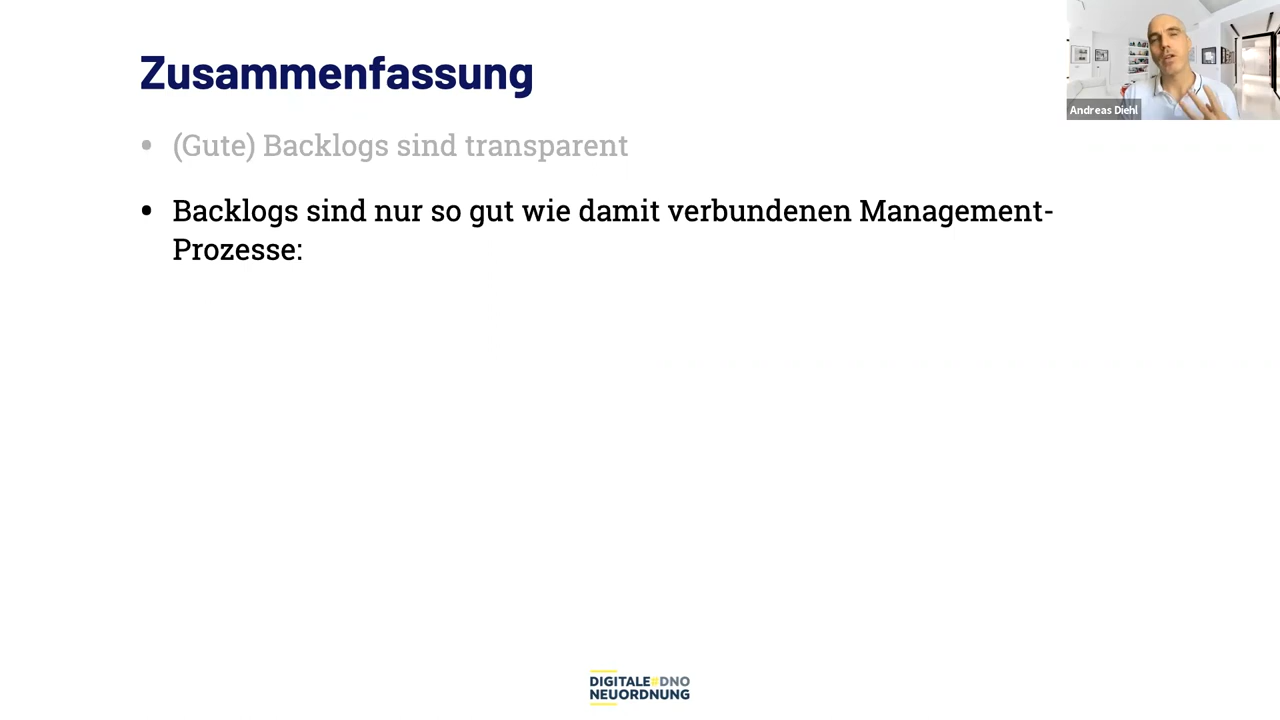 Zusammenfassung
Andreas Diehl
• (Gute) Backlogs sind transparent
• Backlogs sind nur so gut wie damit verbundenen Management-
Prozesse:
DIGITALE#DNO
NEUORDNUNG